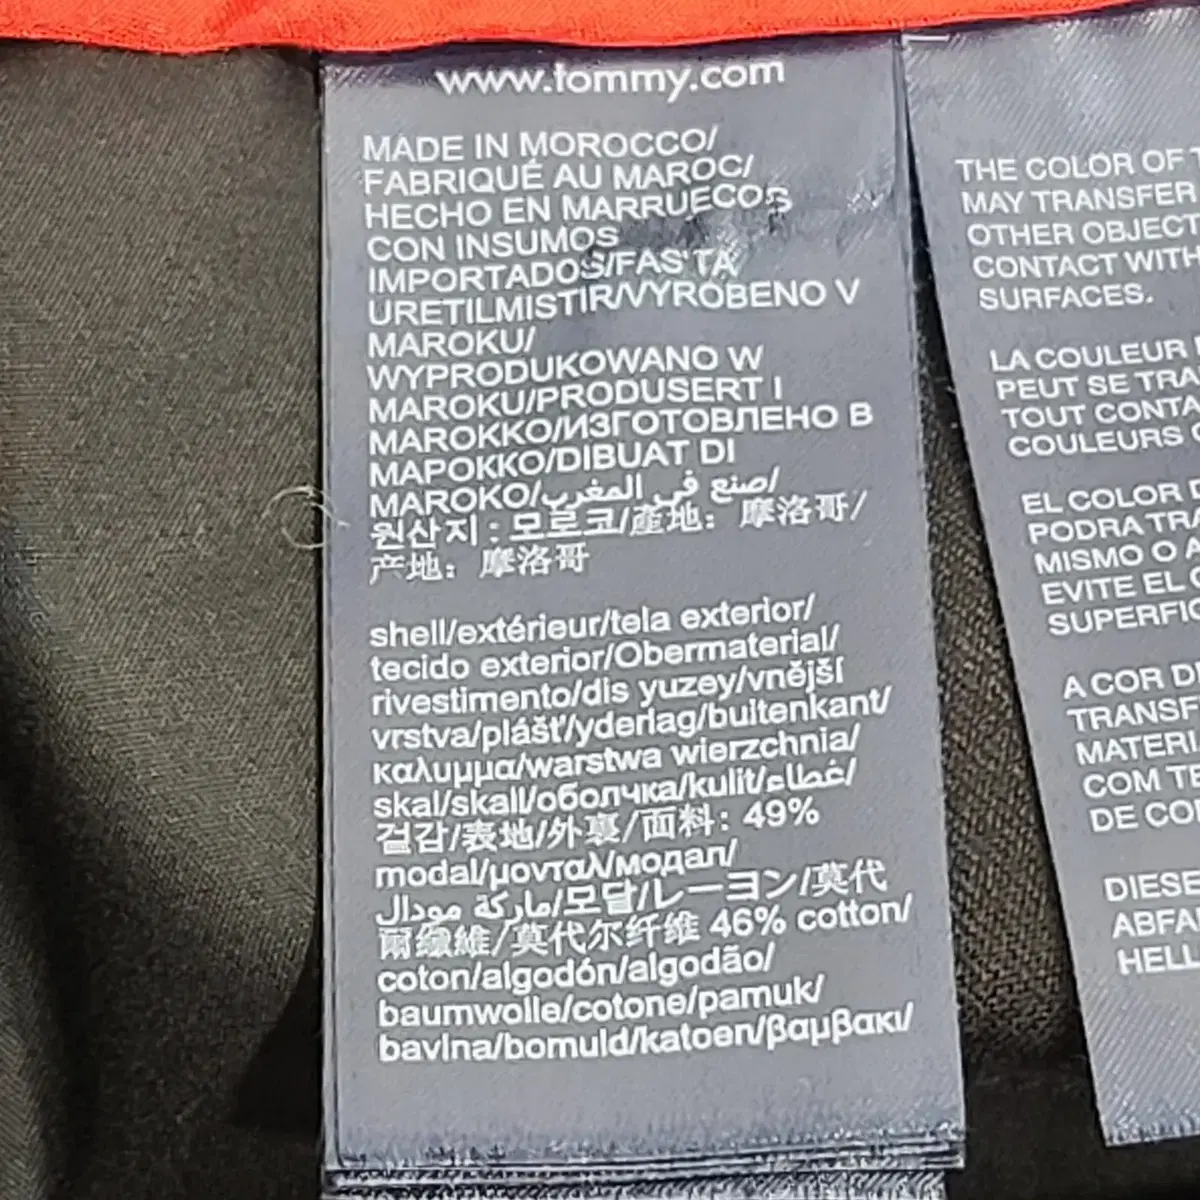 www.tommy.com
MADE IN MOROCCO/
FABRIQUÉ AU MAROC/
HECHO EN MARRUECOS
CON INSUMOS
IMPORTADOS/FAS'TA
URETILMISTIR/VYROBENO V
MAROKU/
WYPRODUKOWANO W
MAROKU/PRODUSERT I
MAROKKO/ИЗГОТОВЛЕНО В
МАРОККО/DIBUAT DI
MAROKO/صنع في المغرب/
원산지 : 모로코/產地：摩洛哥/
产地：摩洛哥
shell/extérieur/tela exterior/
tecido exterior/Obermaterial/
rivestimento/dis yuzey/vnější
vrstva/plášť/yderlag/buitenkant/
καλυμμα/warstwa wierzchnia/
skal/skall/оболчка/kulit/غطاء/
겉감/表地/外裏/面料: 49%
modal/μονταλ/модал/
ماركة مودال/모달/レーヨン/莫代
爾纖維/莫代尔纤维 46% cotton/
coton/algodón/algodão/
baumwolle/cotone/pamuk/
bavlna/bomuld/katoen/βαμβακι/
THE COLOR OF
MAY TRANSFER
OTHER OBJECT
CONTACT WITH
SURFACES.
LA COULEUR
PEUT SE TRA
TOUT CONTA
COULEURS
EL COLOR
PODRA TRA
MISMO O A
EVITE EL
SUPERFIC
A COR D
TRANSF
MATERI
COM TE
DE CO
DIESE
ABFA
HELL